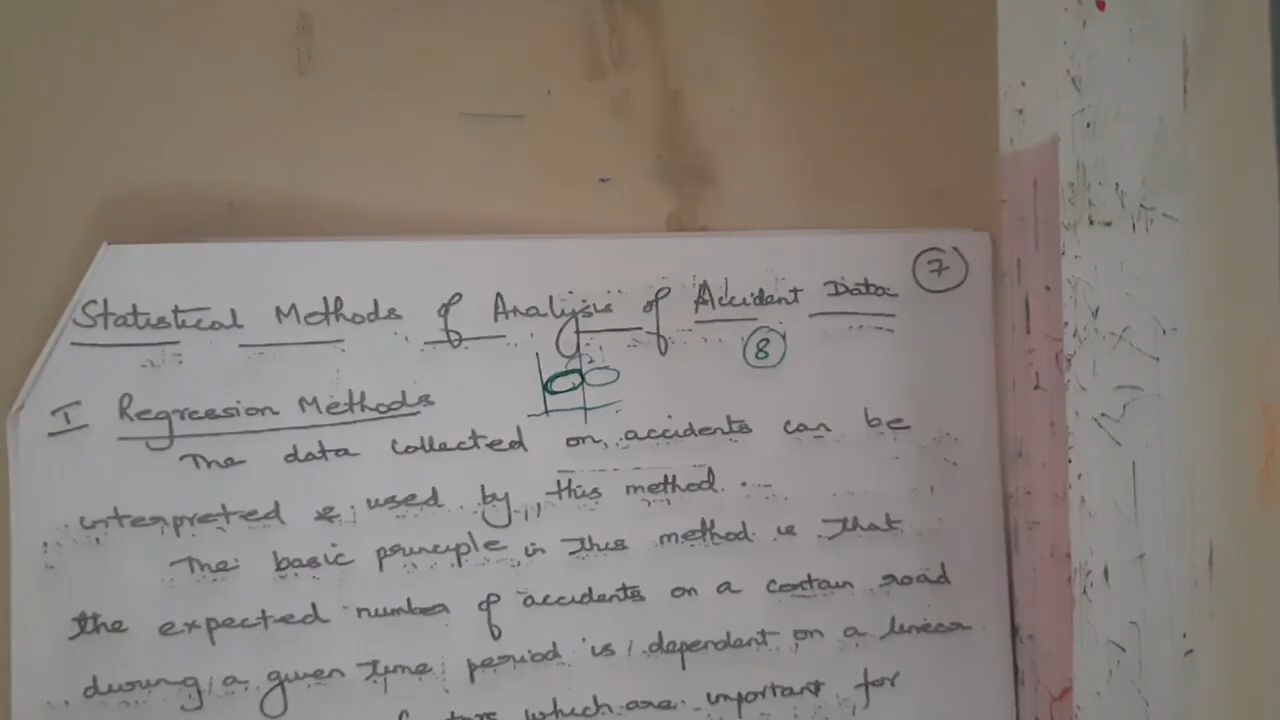 7
Statistical Methods of Analysis of Accident Data
8
I Regression Methods
The data collected on accidents can be
interpreted & used by this method.
The basic principle in this method is that
the expected number of accidents on a certain road
during a given time period is dependent on a linear
which are important for